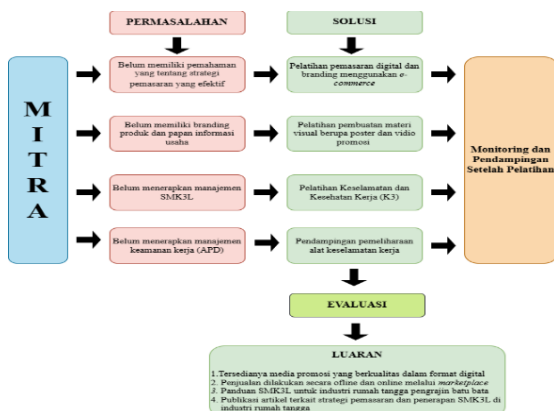 PERMASALAHAN
SOLUSI
MITRA
Belum memiliki pemahaman
yang tentang strategi
pemasaran yang efektif
Pelatihan pemasaran digital dan
branding menggunakan e-
commerce
Belum memiliki branding
produk dan papan informasi
usaha
Pelatihan pembuatan materi
visual berupa poster dan vidio
promosi
Belum menerapkan manajemen
SMK3L
Pelatihan Keselamatan dan
Kesehatan Kerja (K3)
Belum menerapkan manajemen
keamanan kerja (APD)
Pendampingan pemeliharaan
alat keselamatan kerja
Monitoring dan
Pendampingan
Setelah Pelatihan
EVALUASI
LUARAN
1.Tersedianya media promosi yang berkualitas dalam format digital
2. Penjualan dilakukan secara offline dan online melalui marketplace
3. Panduan SMK3L untuk industri rumah tangga pengrajin batu bata
4. Publikasi artikel terkait strategi pemasaran dan penerapan SMK3L di
industri rumah tangga